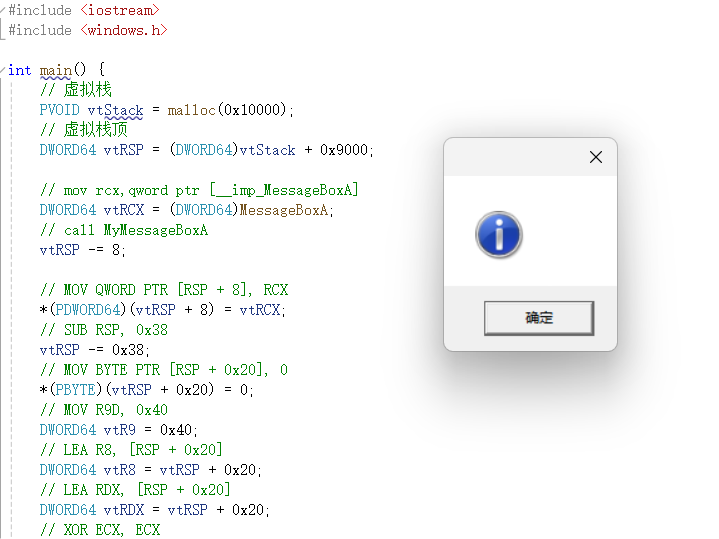 #include <iostream>
#include <windows.h>
int main() {
// 虚拟栈
PVOID vtStack = malloc(0x10000);
// 虚拟栈顶
DWORD64 vtRSP = (DWORD64)vtStack + 0x9000;
// mov rcx,qword ptr [__imp_MessageBoxA]
DWORD64 vtRCX = (DWORD64)MessageBoxA;
// call MyMessageBoxA
vtRSP -= 8;
// MOV QWORD PTR [RSP + 8], RCX
*(PDWORD64)(vtRSP + 8) = vtRCX;
// SUB RSP, 0x38
vtRSP -= 0x38;
// MOV BYTE PTR [RSP + 0x20], 0
*(PBYTE)(vtRSP + 0x20) = 0;
// MOV R9D, 0x40
DWORD64 vtR9 = 0x40;
// LEA R8, [RSP + 0x20]
DWORD64 vtR8 = vtRSP + 0x20;
// LEA RDX, [RSP + 0x20]
DWORD64 vtRDX = vtRSP + 0x20;
// XOR ECX, ECX
确定